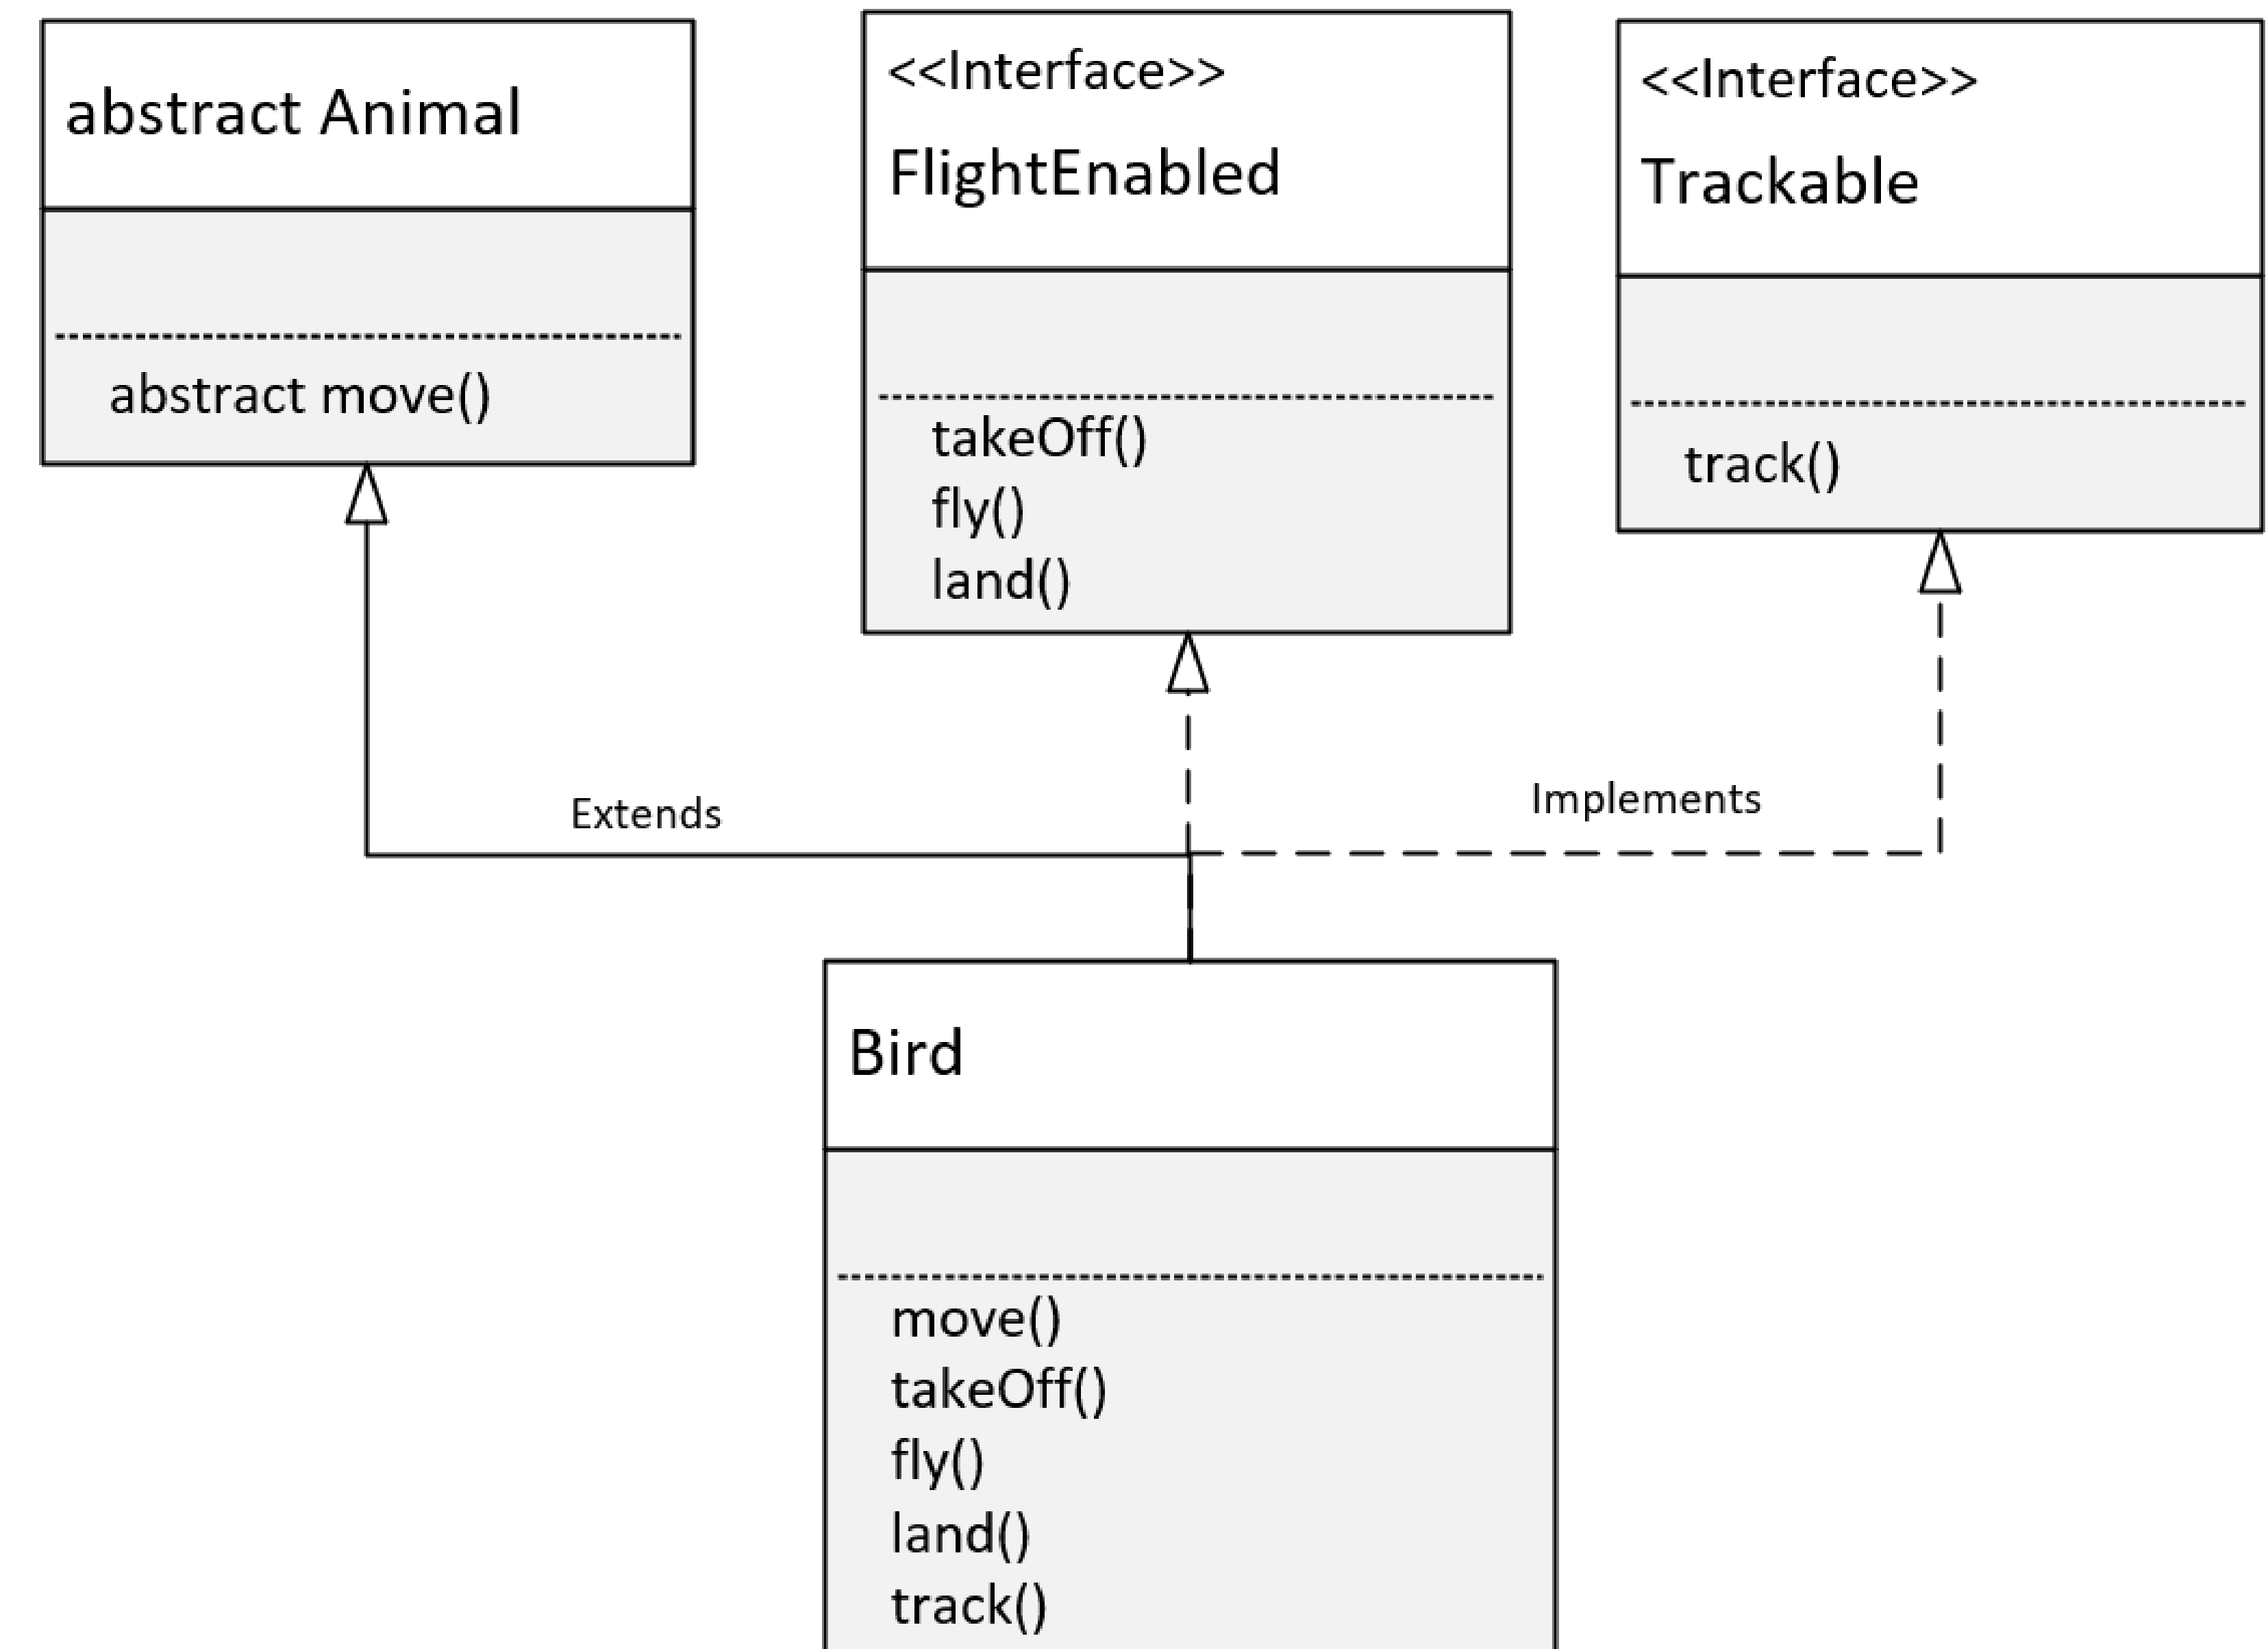 abstract Animal
abstract move()
<<Interface>>
FlightEnabled
takeOff()
fly()
land()
<<Interface>>
Trackable
track()
Extends
Implements
Bird
move()
takeOff()
fly()
land()
track()